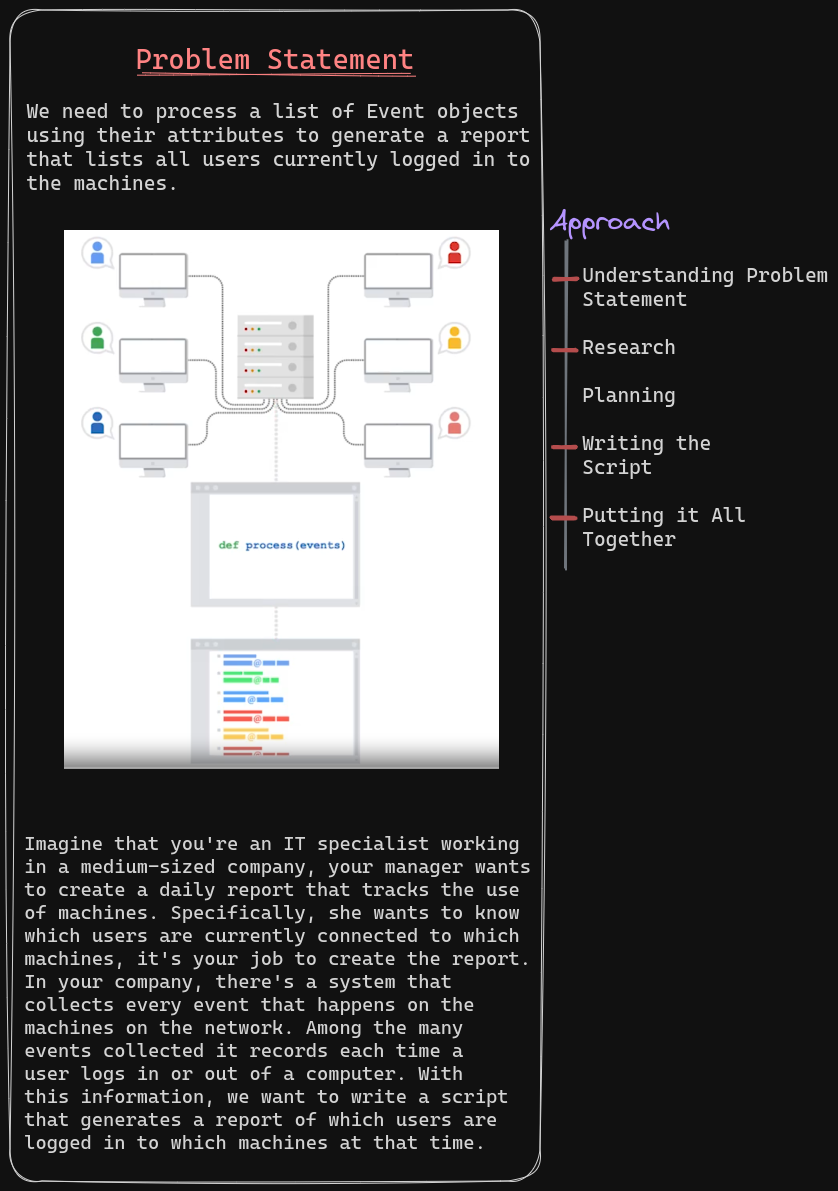 Problem Statement
We need to process a list of Event objects
using their attributes to generate a report
that lists all users currently logged in to
the machines.
def process(events)
@
@
@
@
@
@
Imagine that you're an IT specialist working
in a medium-sized company, your manager wants
to create a daily report that tracks the use
of machines. Specifically, she wants to know
which users are currently connected to which
machines, it's your job to create the report.
In your company, there's a system that
collects every event that happens on the
machines on the network. Among the many
events collected it records each time a
user logs in or out of a computer. With
this information, we want to write a script
that generates a report of which users are
logged in to which machines at that time.
Approach
Understanding Problem
Statement
Research
Planning
Writing the
Script
Putting it All
Together